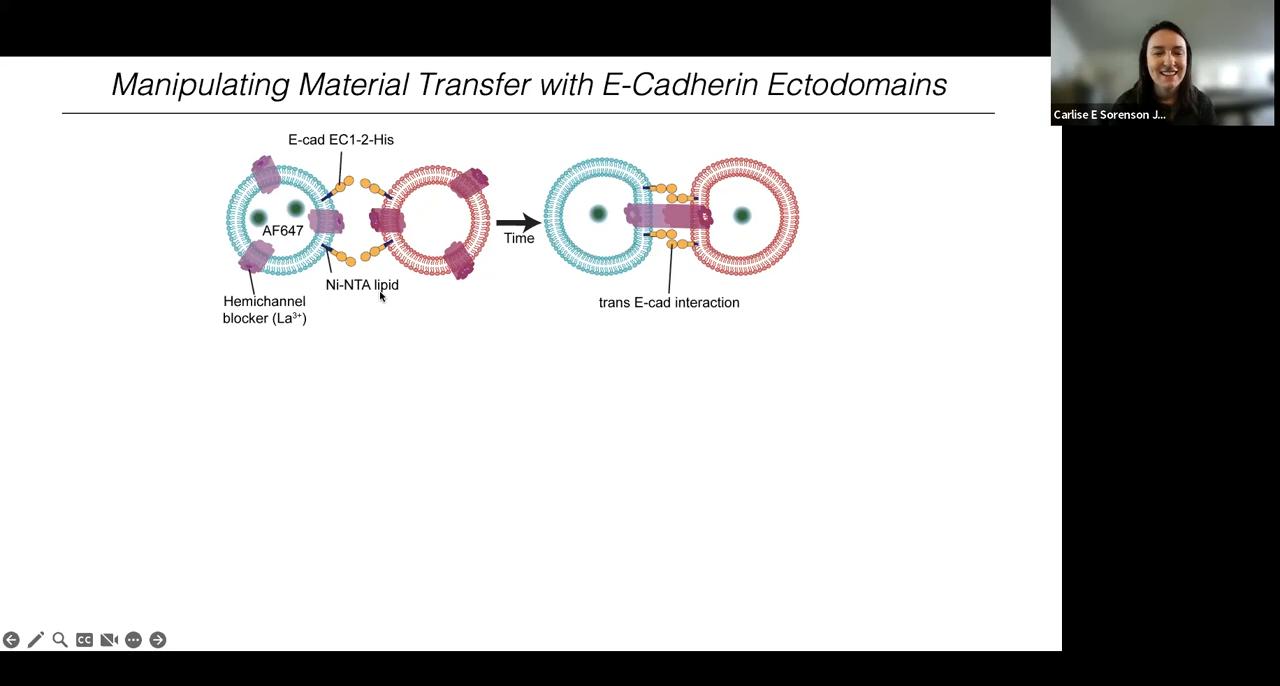 Manipulating Material Transfer with E-Cadherin Ectodomains
Carlise E Sorenson J...
E-cad EC1-2-His
AF647
Time
Ni-NTA lipid
Hemichannel
blocker (La³⁺)
trans E-cad interaction
CC